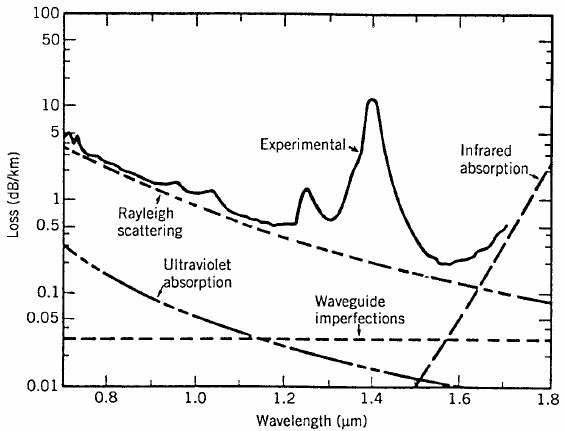 100
50
10
5
1
0.5
0.1
0.05
0.01
Loss (dB/km)
Experimental
Infrared
absorption
Rayleigh
scattering
Ultraviolet
absorption
Waveguide
imperfections
0.8
1.0
1.2
1.4
1.6
1.8
Wavelength (μm)